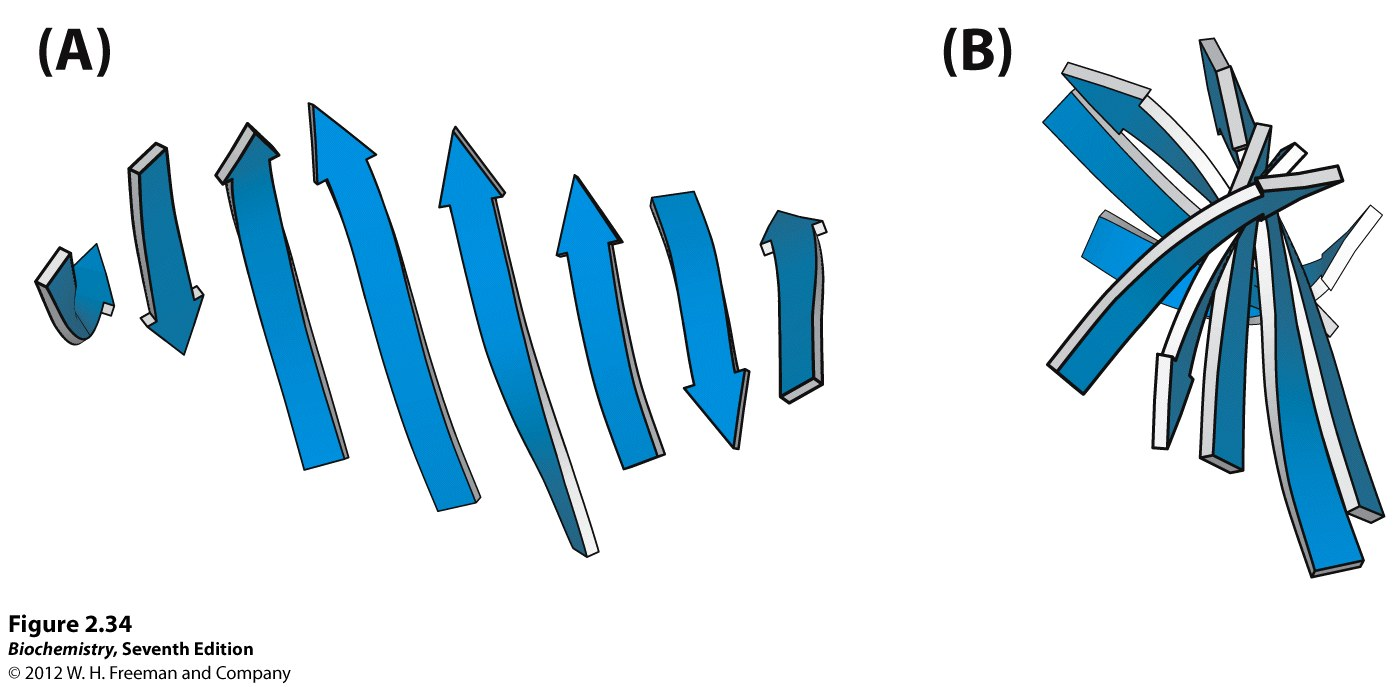 (A)
(B)
Figure 2.34
Biochemistry, Seventh Edition
© 2012 W. H. Freeman and Company